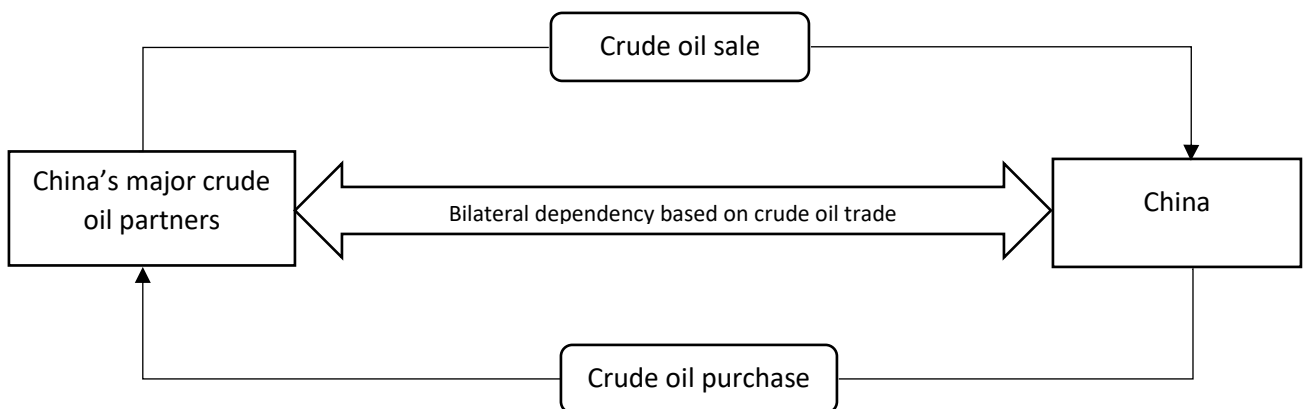 Crude oil sale
China’s major crude
oil partners
Bilateral dependency based on crude oil trade
China
Crude oil purchase